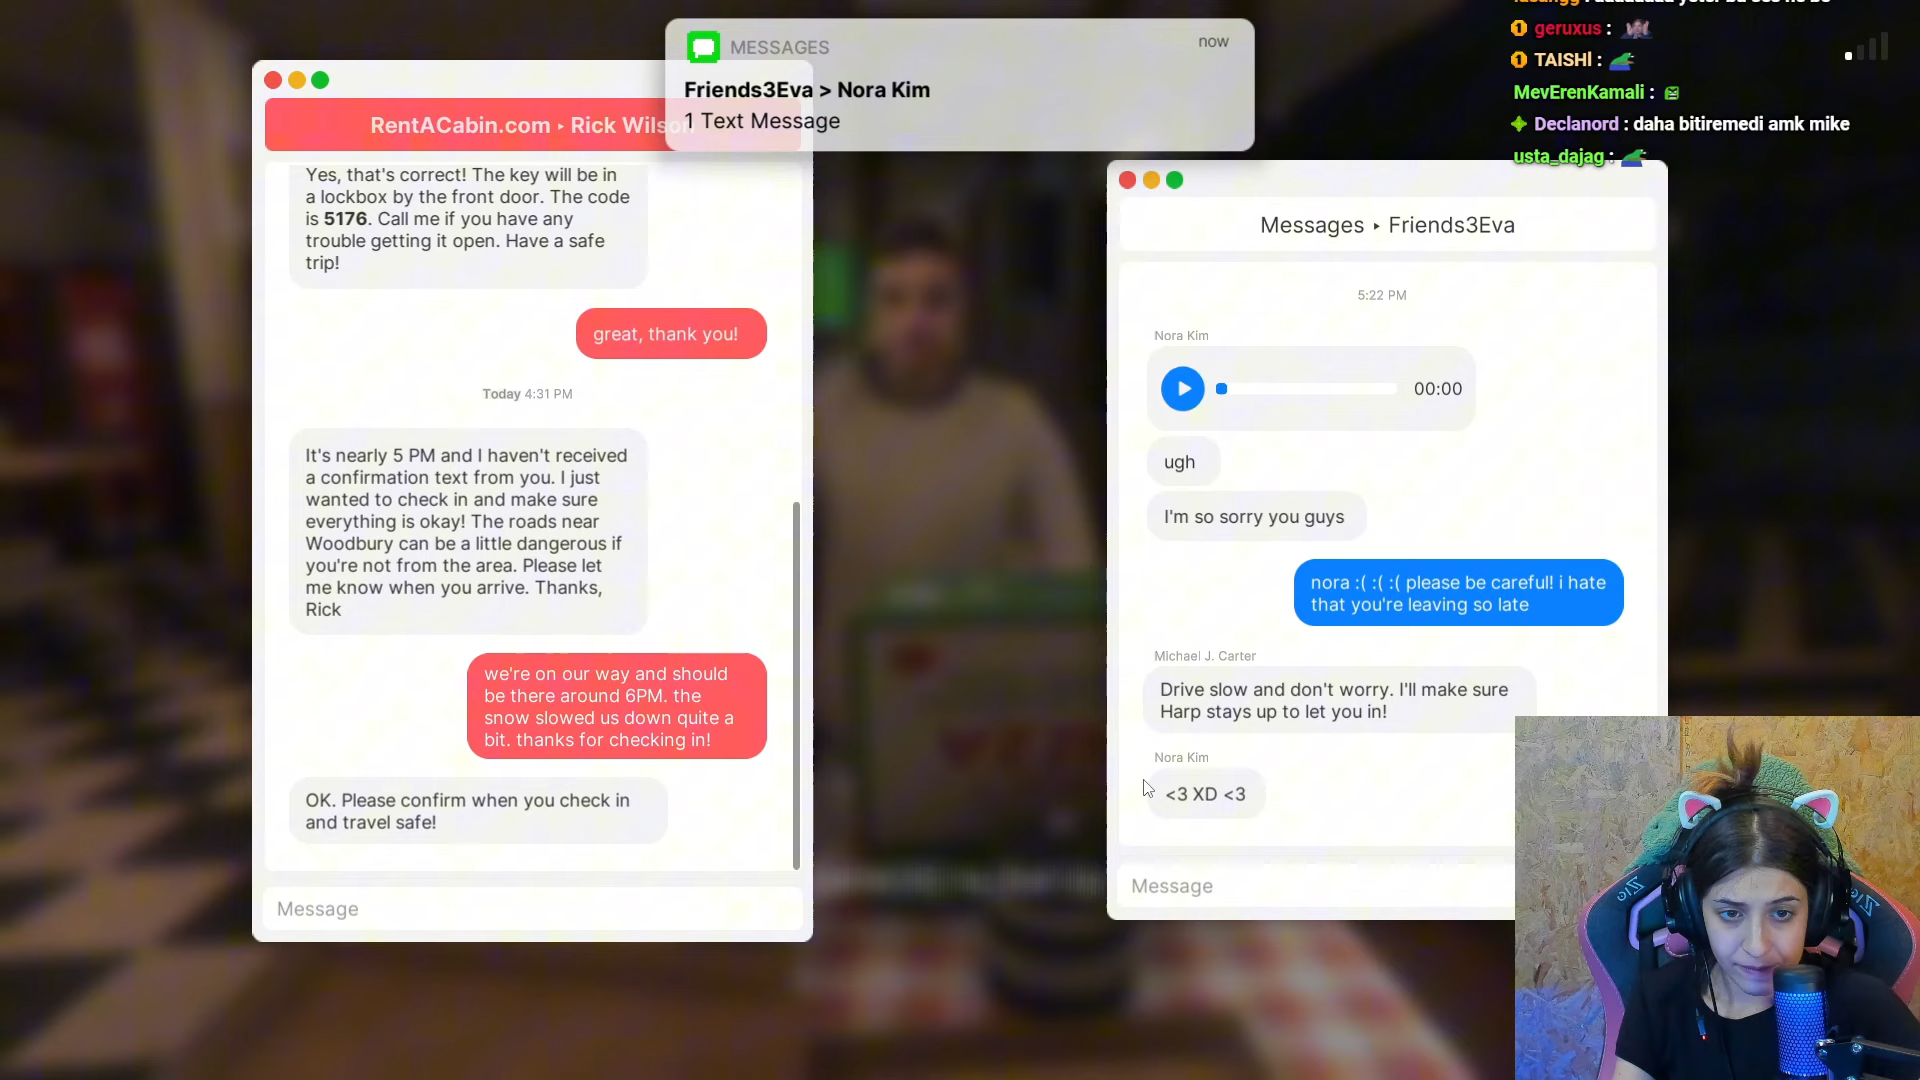 MESSAGES
now
Friends3Eva > Nora Kim
1 Text Message
RentACabin.com ‣ Rick Wilson
Yes, that's correct! The key will be in
a lockbox by the front door. The code
is 5176. Call me if you have any
trouble getting it open. Have a safe
trip!
great, thank you!
Today 4:31 PM
It's nearly 5 PM and I haven't received
a confirmation text from you. I just
wanted to check in and make sure
everything is okay! The roads near
Woodbury can be a little dangerous if
you're not from the area. Please let
me know when you arrive. Thanks,
Rick
we're on our way and should
be there around 6PM. the
snow slowed us down quite a
bit. thanks for checking in!
OK. Please confirm when you check in
and travel safe!
Message
Messages ‣ Friends3Eva
5:22 PM
Nora Kim
00:00
ugh
I'm so sorry you guys
nora :( :( :( please be careful! i hate
that you're leaving so late
Michael J. Carter
Drive slow and don't worry. I'll make sure
Harp stays up to let you in!
Nora Kim
<3 XD <3
Message
geruxus :
TAISHI :
MevErenKamali :
Declanord : daha bitiremedi amk mike
usta_dajag :